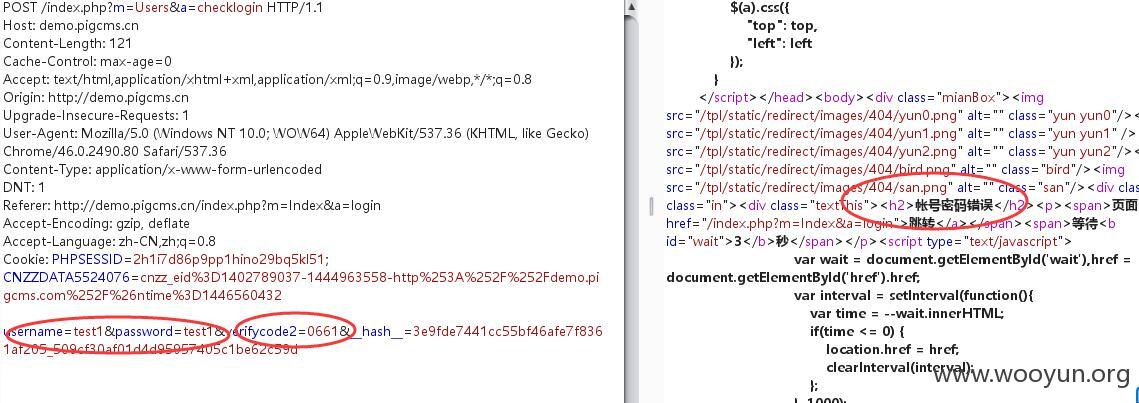 POST /index.php?m=Users&a=checklogin HTTP/1.1
Host: demo.pigcms.cn
Content-Length: 121
Cache-Control: max-age=0
Accept: text/html,application/xhtml+xml,application/xml;q=0.9,image/webp,*/*;q=0.8
Origin: http://demo.pigcms.cn
Upgrade-Insecure-Requests: 1
User-Agent: Mozilla/5.0 (Windows NT 10.0; WOW64) AppleWebKit/537.36 (KHTML, like Gecko)
Chrome/46.0.2490.80 Safari/537.36
Content-Type: application/x-www-form-urlencoded
DNT: 1
Referer: http://demo.pigcms.cn/index.php?m=Index&a=login
Accept-Encoding: gzip, deflate
Accept-Language: zh-CN,zh;q=0.8
Cookie: PHPSESSID=2h1i7d86p9pp1hino29bq5kl51;
CNZZDATA5524076=cnzz_eid%3D1402789037-1444963558-http%253A%252F%252Fdemo.pi
gcms.com%252F%26ntime%3D1446560432
username=test1&password=test1&verifycode2=0661&__hash__=3e9fde7441cc55bf46afe7f836
1af205_509cf30af01d4d95957405c1be62c59d
$(a).css({
"top": top,
"left": left
});
}
</script></head><body><div class="mianBox"><img
src="/tpl/static/redirect/images/404/yun0.png" alt="" class="yun yun0"/><
src="/tpl/static/redirect/images/404/yun1.png" alt="" class="yun yun1" />
src="/tpl/static/redirect/images/404/yun2.png" alt="" class="yun yun2"/><
src="/tpl/static/redirect/images/404/bird.png" alt="" class="bird"/><img
src="/tpl/static/redirect/images/404/san.png" alt="" class="san"/><div clas
class="in"><div class="textThis"><h2>帐号密码错误</h2><p><span>页面
href="/index.php?m=Index&a=login">跳转</a></span><span>等待<b
id="wait">3</b>秒</span></p><script type="text/javascript">
var wait = document.getElementById('wait'),href =
document.getElementById('href').href;
var interval = setInterval(function(){
var time = --wait.innerHTML;
if(time <= 0) {
location.href = href;
clearInterval(interval);
};
}, 1000);
www.wooyun.org